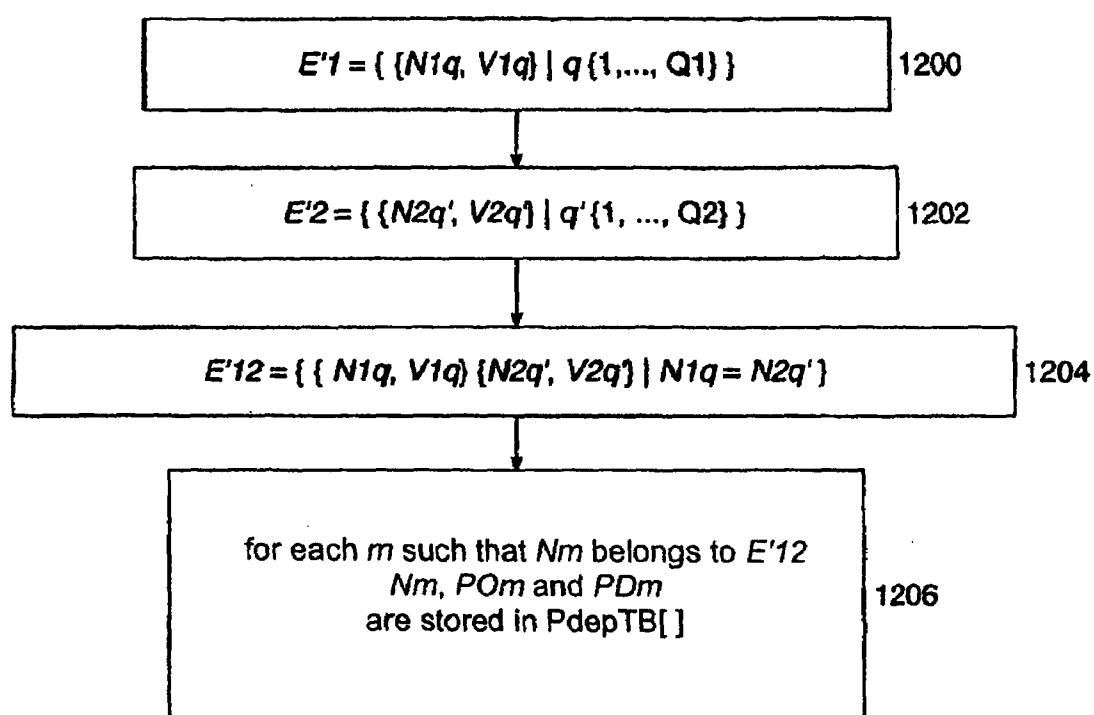 E'1 = { {N1q, V1q} | q {1,..., Q1} }
1200
E'2 = { {N2q', V2q'} | q' {1, ..., Q2} }
1202
E'12 = { { N1q, V1q} {N2q', V2q'} | N1q = N2q' }
1204
for each m such that Nm belongs to E'12
Nm, POm and PDm
are stored in PdepTB[ ]
1206